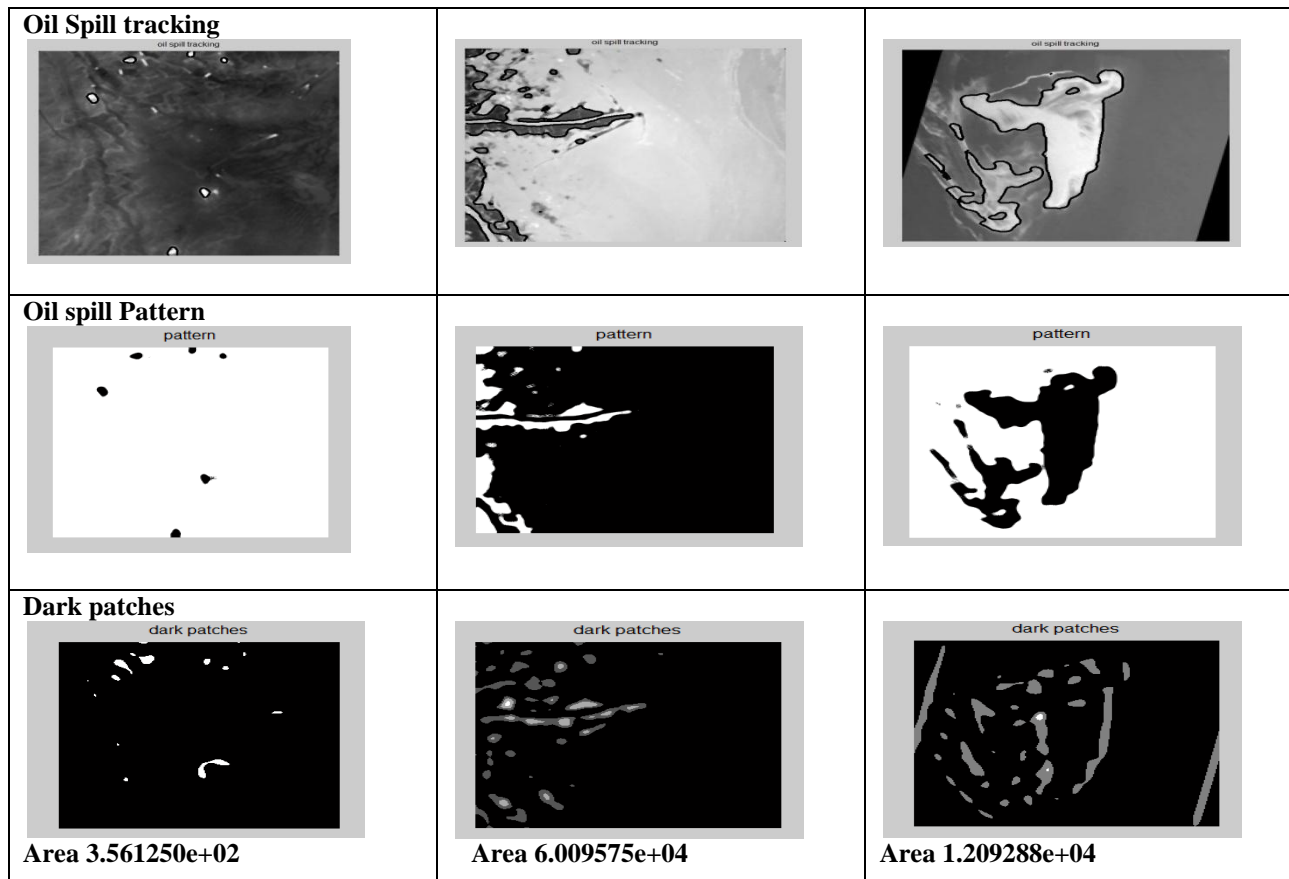 Oil Spill tracking
oil spill tracking
oil spill tracking
oil spill tracking
Oil spill Pattern
pattern
pattern
pattern
Dark patches
dark patches
dark patches
dark patches
Area 3.561250e+02
Area 6.009575e+04
Area 1.209288e+04